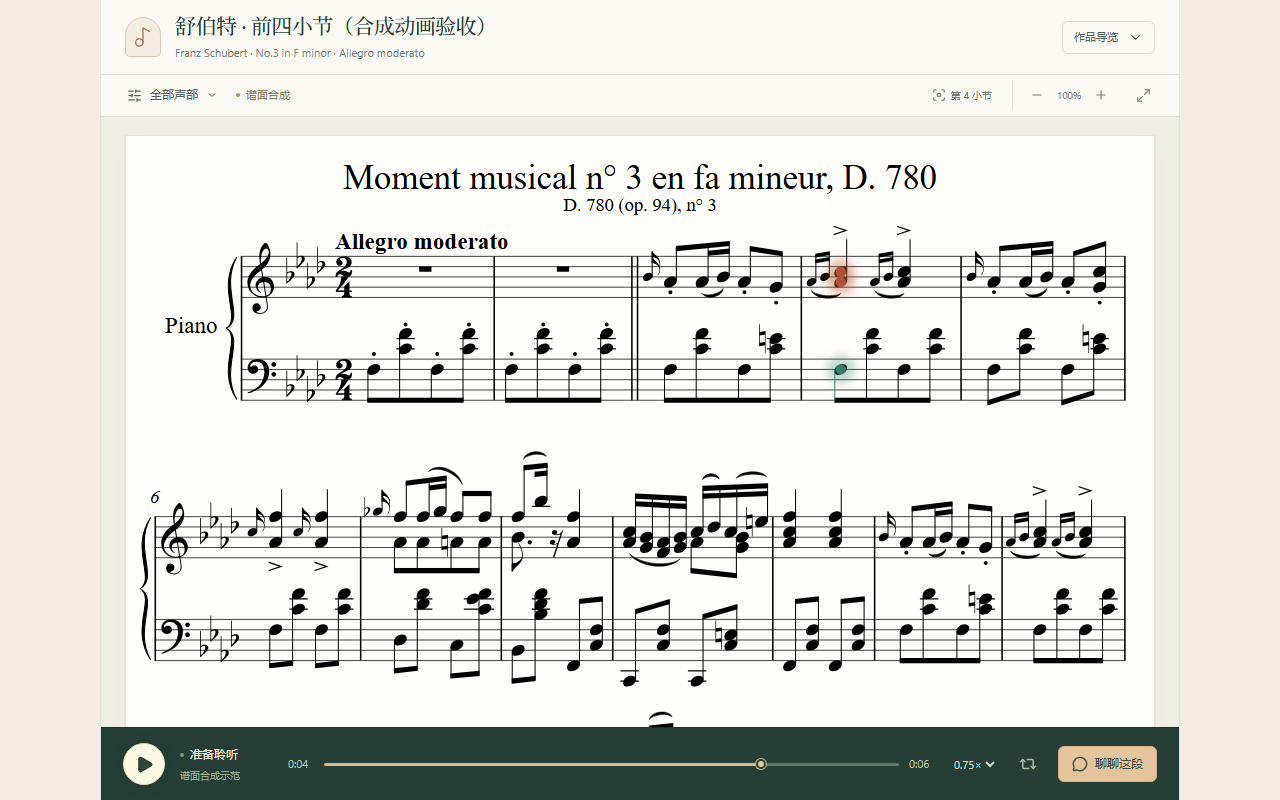 舒伯特 · 前四小节（合成动画验收）
Franz Schubert · No.3 in F minor · Allegro moderato
作品导览
全部声部
谱面合成
第 4 小节
100%
Moment musical n° 3 en fa mineur, D. 780
D. 780 (op. 94), n° 3
Allegro moderato
Piano
6
准备聆听
谱面合成示范
0:04
0:06
0.75×
聊聊这段